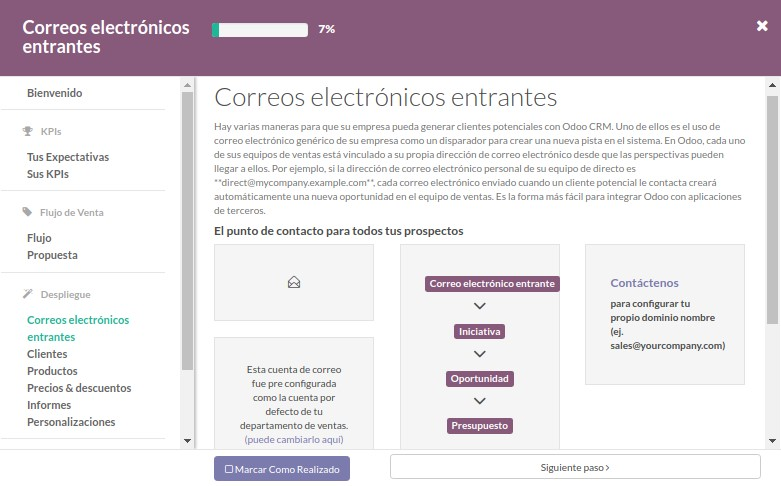 Correos electrónicos
entrantes
7%
Bienvenido
KPIs
Tus Expectativas
Sus KPIs
Flujo de Venta
Flujo
Propuesta
Despliegue
Correos electrónicos
entrantes
Clientes
Productos
Precios & descuentos
Informes
Personalizaciones
Correos electrónicos entrantes
Hay varias maneras para que su empresa pueda generar clientes potenciales con Odoo CRM. Uno de ellos es el uso de
correo electrónico genérico de su empresa como un disparador para crear una nueva pista en el sistema. En Odoo, cada uno
de sus equipos de ventas está vinculado a su propia dirección de correo electrónico desde que las perspectivas pueden
llegar a ellos. Por ejemplo, si la dirección de correo electrónico personal de su equipo de directo es
**direct@mycompany.example.com**, cada correo electrónico enviado cuando un cliente potencial le contacta creará
automáticamente una nueva oportunidad en el equipo de ventas. Es la forma más fácil para integrar Odoo con aplicaciones
de terceros.
El punto de contacto para todos tus prospectos
Esta cuenta de correo
fue pre configurada
como la cuenta por
defecto de tu
departamento de ventas.
(puede cambiarlo aquí)
Correo electrónico entrante
Iniciativa
Oportunidad
Presupuesto
Contáctenos
para configurar tu
propio dominio nombre
(ej.
sales@yourcompany.com)
Marcar Como Realizado
Siguiente paso